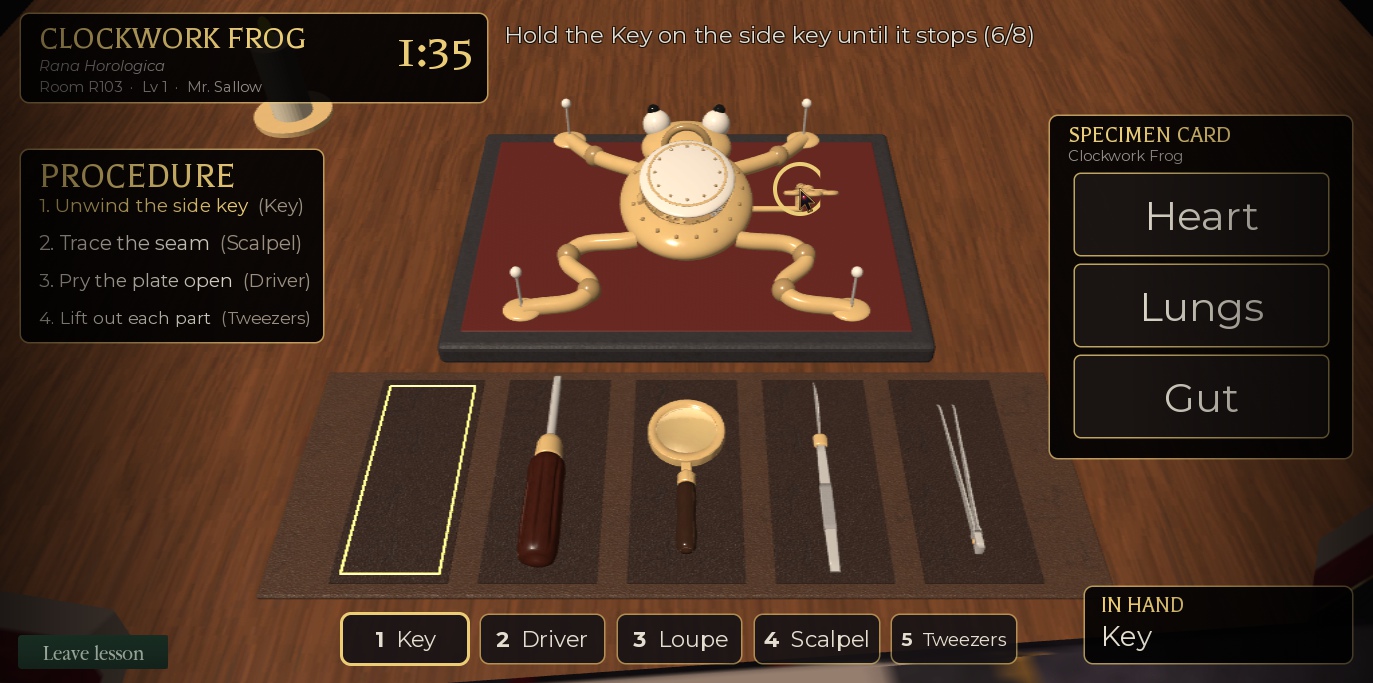 CLOCKWORK FROG
Rana Horologica
Room R103 · Lv 1 · Mr. Sallow
1:35
Hold the Key on the side key until it stops (6/8)
PROCEDURE
1. Unwind the side key (Key)
2. Trace the seam (Scalpel)
3. Pry the plate open (Driver)
4. Lift out each part (Tweezers)
SPECIMEN CARD
Clockwork Frog
Heart
Lungs
Gut
1 Key
2 Driver
3 Loupe
4 Scalpel
5 Tweezers
IN HAND
Key
Leave lesson